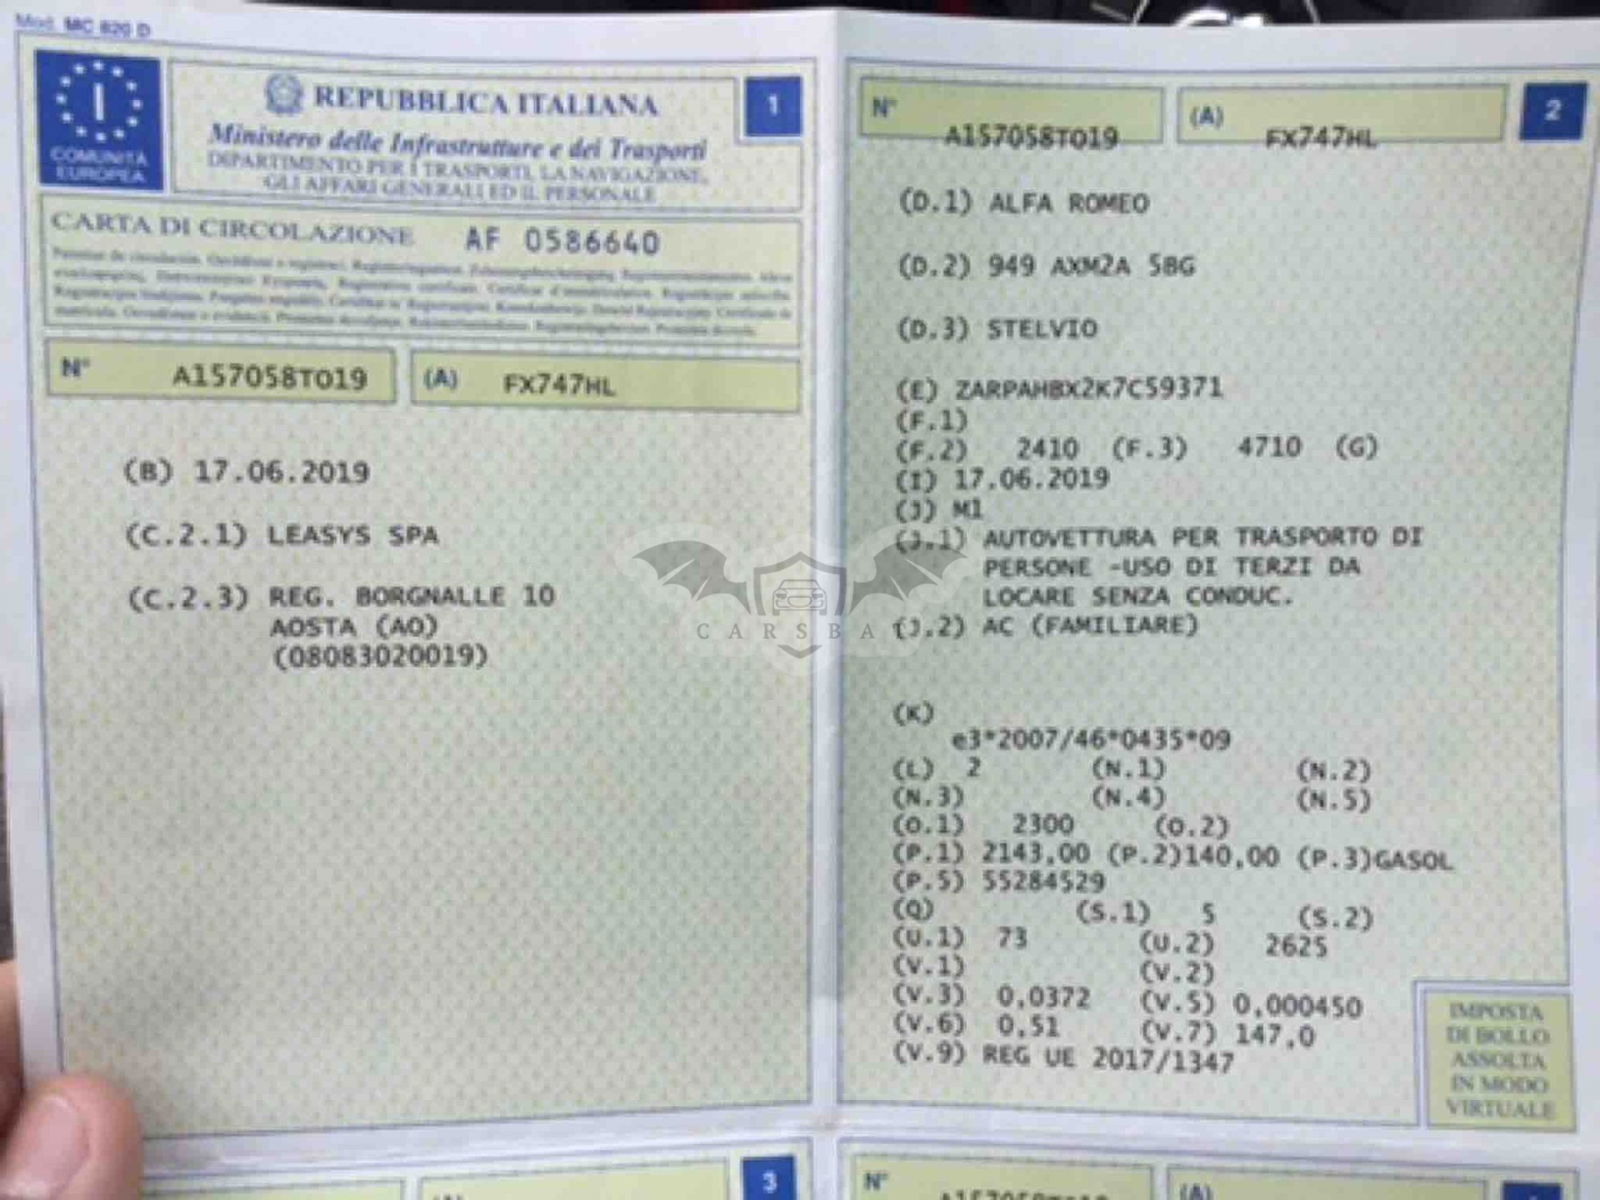 Mod. MC 820 D
I
COMUNITA
EUROPEA
REPUBBLICA ITALIANA
Ministero delle Infrastrutture e dei Trasporti
DIPARTIMENTO PER I TRASPORTI, LA NAVIGAZIONE,
GLI AFFARI GENERALI ED IL PERSONALE
1
CARTA DI CIRCOLAZIONE AF 0586640
N° A157058TO19 (A) FX747HL
(B) 17.06.2019
(C.2.1) LEASYS SPA
(C.2.3) REG. BORGNALLE 10
AOSTA (AO)
(08083020019)
N° A157058TO19 (A) FX747HL
2
(D.1) ALFA ROMEO
(D.2) 949 AXM2A 58G
(D.3) STELVIO
(E) ZARPAHBX2K7C59371
(F.1)
(F.2) 2410 (F.3) 4710 (G)
(I) 17.06.2019
(J) M1
(J.1) AUTOVETTURA PER TRASPORTO DI
PERSONE -USO DI TERZI DA
LOCARE SENZA CONDUC.
(J.2) AC (FAMILIARE)
CARSBA
(K)
e3*2007/46*0435*09
(L) 2 (N.1) (N.2)
(N.3) (N.4) (N.5)
(O.1) 2300 (O.2)
(P.1) 2143,00 (P.2)140,00 (P.3)GASOL
(P.5) 55284529
(Q) (S.1) 5 (S.2)
(U.1) 73 (U.2) 2625
(V.1) (V.2)
(V.3) 0,0372 (V.5) 0,000450
(V.6) 0,51 (V.7) 147,0
(V.9) REG UE 2017/1347
IMPOSTA
DI BOLLO
ASSOLTA
IN MODO
VIRTUALE
3
N° A157058TO19 (A)